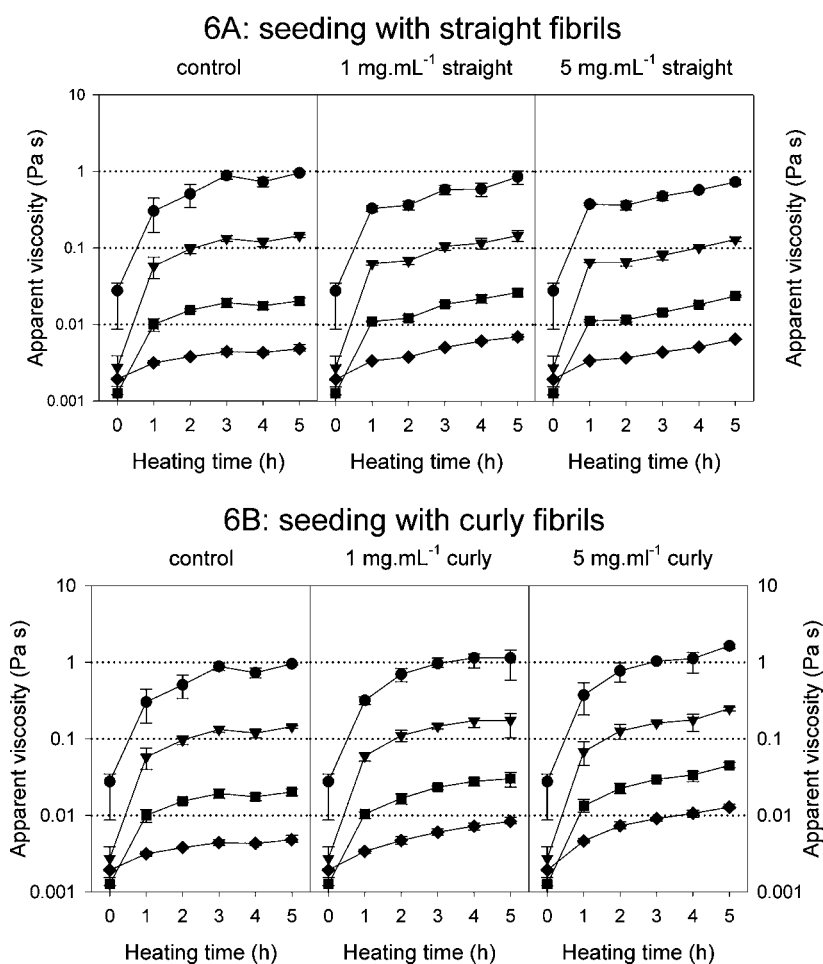 6A: seeding with straight fibrils
control 1 mg.mL⁻¹ straight 5 mg.mL⁻¹ straight
Apparent viscosity (Pa s)
10
1
0.1
0.01
0.001
Apparent viscosity (Pa s)
0 1 2 3 4 5 0 1 2 3 4 5 0 1 2 3 4 5
Heating time (h) Heating time (h) Heating time (h)
6B: seeding with curly fibrils
control 1 mg.mL⁻¹ curly 5 mg.ml⁻¹ curly
Apparent viscosity (Pa s)
10 10
1 1
0.1 0.1
0.01 0.01
0.001 0.001
Apparent viscosity (Pa s)
0 1 2 3 4 5 0 1 2 3 4 5 0 1 2 3 4 5
Heating time (h) Heating time (h) Heating time (h)